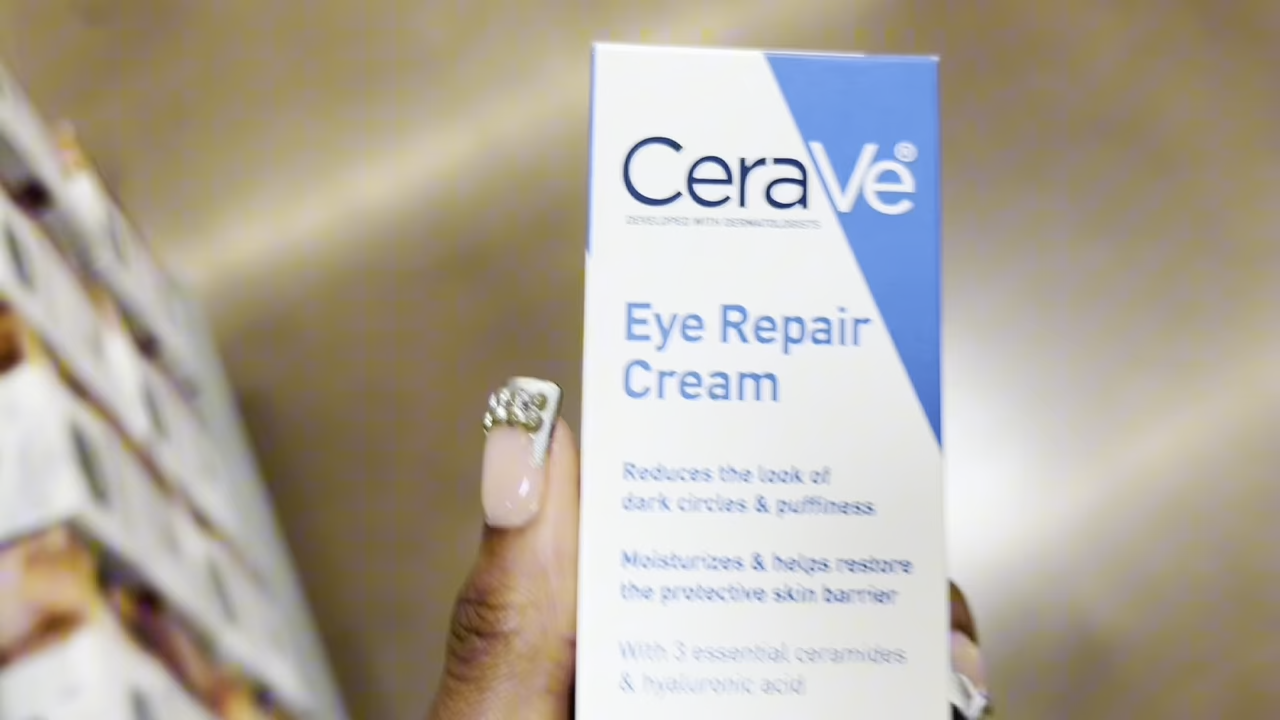 CeraVe®
DEVELOPED WITH DERMATOLOGISTS
Eye Repair
Cream
Reduces the look of
dark circles & puffiness
Moisturizes & helps restore
the protective skin barrier
With 3 essential ceramides
& hyaluronic acid